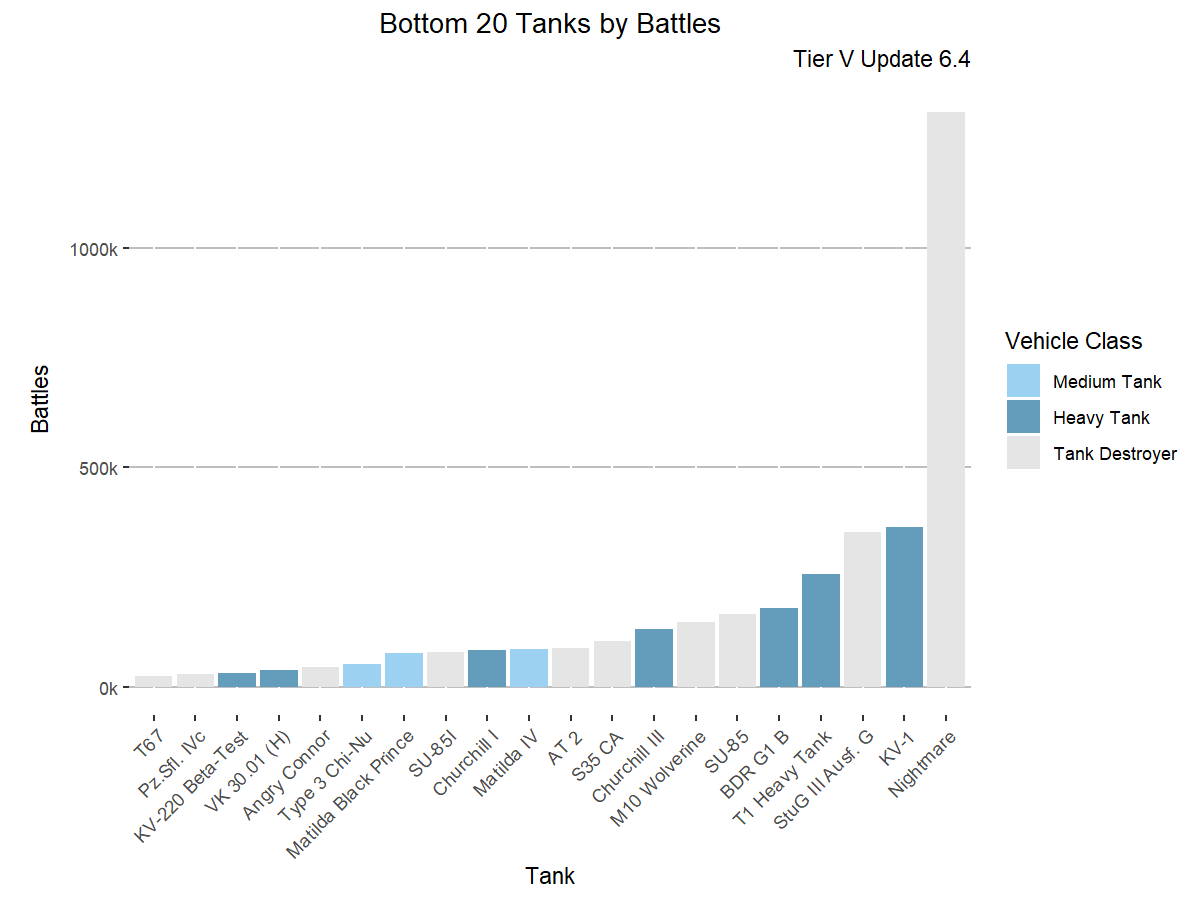 Bottom 20 Tanks by Battles
Tier V Update 6.4
Battles
1000k
500k
0k
T67
Pz.Sfl. IVc
KV-220 Beta-Test
VK 30.01 (H)
Angry Connor
Type 3 Chi-Nu
Matilda Black Prince
SU-85I
Churchill I
Matilda IV
AT 2
S35 CA
Churchill III
M10 Wolverine
SU-85
BDR G1 B
T1 Heavy Tank
StuG III Ausf. G
KV-1
Nightmare
Tank
Vehicle Class
Medium Tank
Heavy Tank
Tank Destroyer